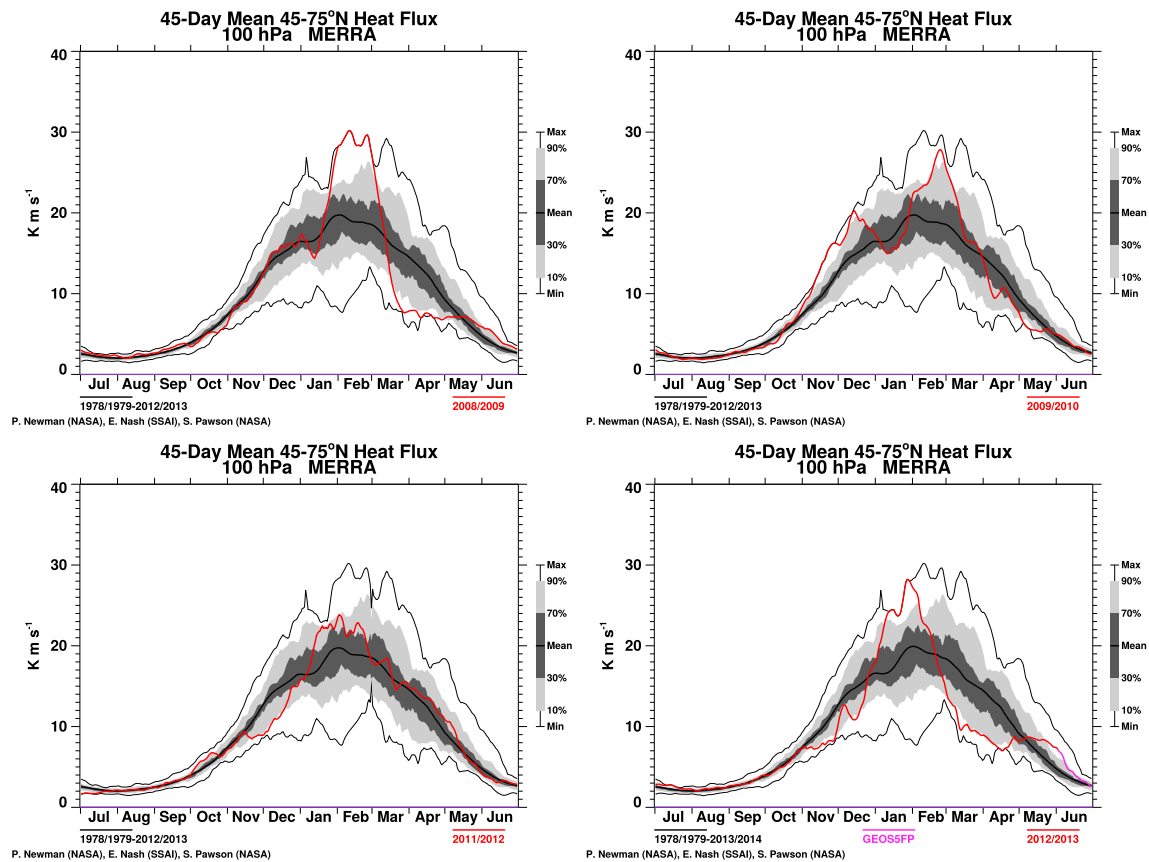 45-Day Mean 45-75°N Heat Flux
100 hPa MERRA
40
30
20
10
0
K m s⁻¹
Jul Aug Sep Oct Nov Dec Jan Feb Mar Apr May Jun
Max
90%
70%
Mean
30%
10%
Min
1978/1979-2012/2013
2008/2009
P. Newman (NASA), E. Nash (SSAI), S. Pawson (NASA)
45-Day Mean 45-75°N Heat Flux
100 hPa MERRA
40
30
20
10
0
K m s⁻¹
Jul Aug Sep Oct Nov Dec Jan Feb Mar Apr May Jun
Max
90%
70%
Mean
30%
10%
Min
1978/1979-2012/2013
2009/2010
P. Newman (NASA), E. Nash (SSAI), S. Pawson (NASA)
45-Day Mean 45-75°N Heat Flux
100 hPa MERRA
40
30
20
10
0
K m s⁻¹
Jul Aug Sep Oct Nov Dec Jan Feb Mar Apr May Jun
Max
90%
70%
Mean
30%
10%
Min
1978/1979-2012/2013
2011/2012
P. Newman (NASA), E. Nash (SSAI), S. Pawson (NASA)
45-Day Mean 45-75°N Heat Flux
100 hPa MERRA
40
30
20
10
0
K m s⁻¹
Jul Aug Sep Oct Nov Dec Jan Feb Mar Apr May Jun
Max
90%
70%
Mean
30%
10%
Min
1978/1979-2013/2014
GEOS5FP
2012/2013
P. Newman (NASA), E. Nash (SSAI), S. Pawson (NASA)